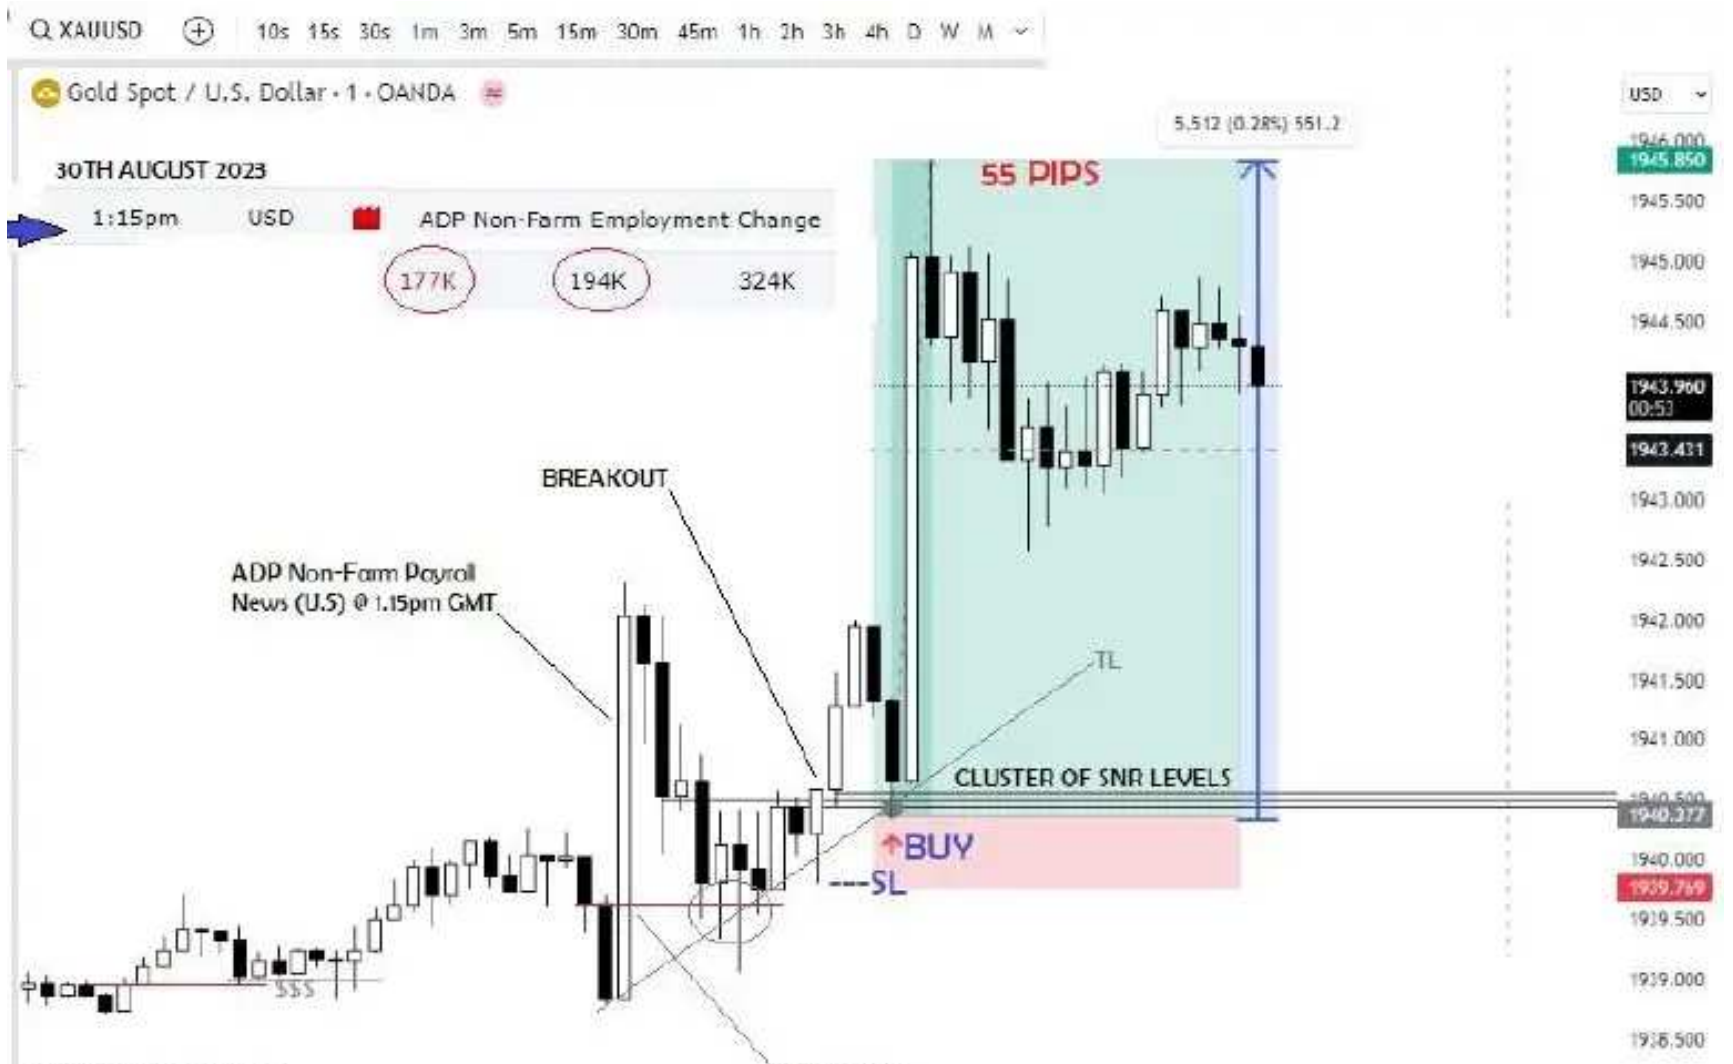 XAUUSD 10s 15s 30s 1m 3m 5m 15m 30m 45m 1h 2h 3h 4h D W M
Gold Spot / U.S. Dollar · 1 · OANDA
USD
5.512 (0.28%) 551.2
1946.000
30TH AUGUST 2023
55 PIPS
1945.850
1:15pm USD ADP Non-Farm Employment Change
1945.500
177K 194K 324K
1945.000
1944.500
1943.960
00:53
1943.431
BREAKOUT
1943.000
ADP Non-Farm Payroll
News (U.S) @ 1.15pm GMT
1942.500
1942.000
TL
1941.500
1941.000
CLUSTER OF SNR LEVELS
1940.500
1940.377
BUY
1940.000
---SL
1939.769
1939.500
$$$
1939.000
1938.500